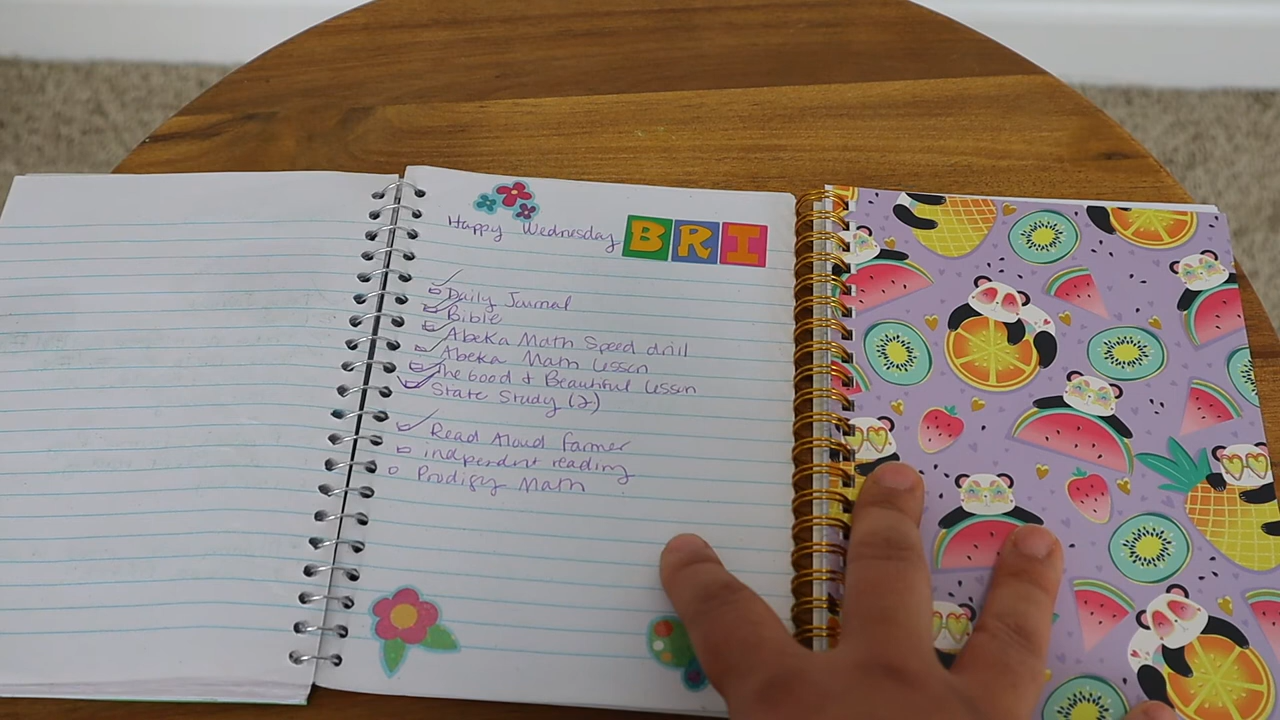 Happy Wednesday BRI
Daily Journal
Bible
Abeka Math Speed drill
Abeka Math Lesson
The Good & Beautiful Lesson
State Study (2)
Read Aloud Farmer
independent reading
Prodigy Math